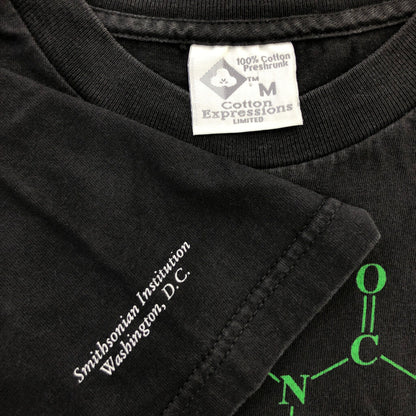 100% Cotton
Preshrunk
™ M
Cotton
Expressions
LIMITED
Smithsonian Institution
Washington, D.C.
O
C
N